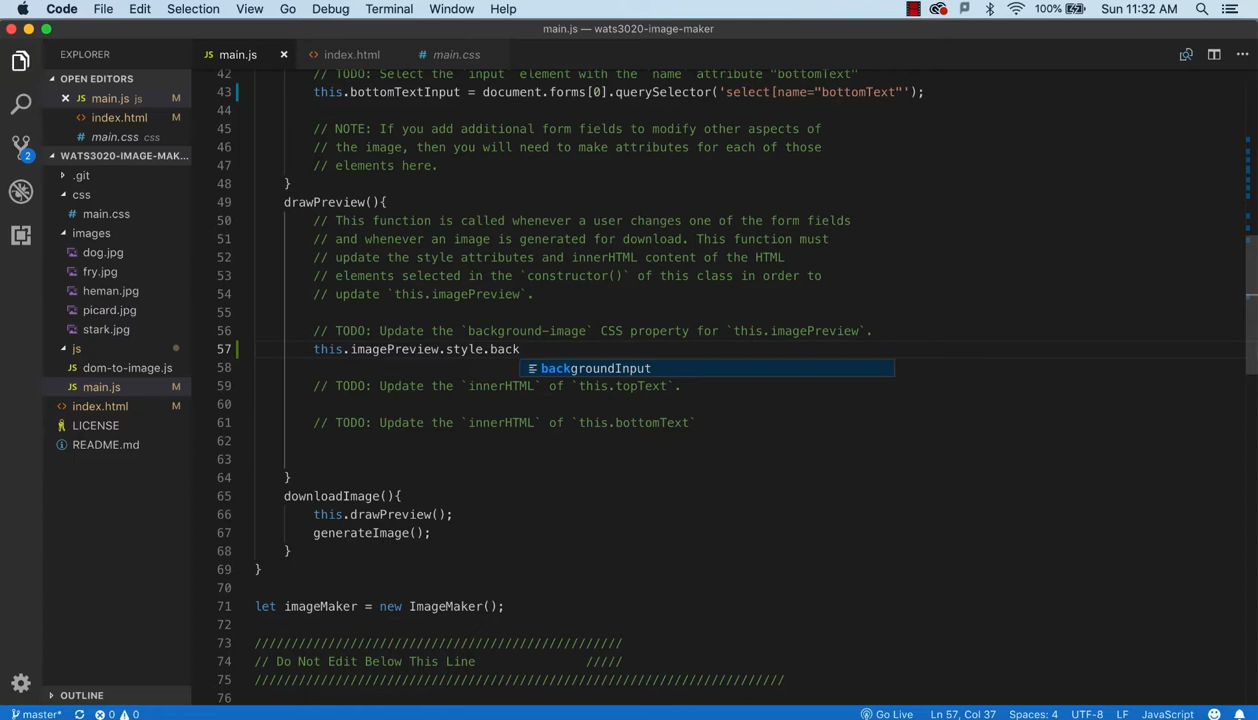 Code File Edit Selection View Go Debug Terminal Window Help 100% Sun 11:32 AM
main.js — wats3020-image-maker
EXPLORER main.js index.html main.css
OPEN EDITORS
main.js js M
index.html M
main.css css
WATS3020-IMAGE-MAK...
.git
css
main.css
images
dog.jpg
fry.jpg
heman.jpg
picard.jpg
stark.jpg
js
dom-to-image.js
main.js M
index.html M
LICENSE
README.md
OUTLINE
2
42 // TODO: Select the `input` element with the `name` attribute "bottomText"
43 this.bottomTextInput = document.forms[0].querySelector('select[name="bottomText"');
44
45 // NOTE: If you add additional form fields to modify other aspects of
46 // the image, then you will need to make attributes for each of those
47 // elements here.
48 }
49 drawPreview(){
50 // This function is called whenever a user changes one of the form fields
51 // and whenever an image is generated for download. This function must
52 // update the style attributes and innerHTML content of the HTML
53 // elements selected in the `constructor()` of this class in order to
54 // update `this.imagePreview`.
55
56 // TODO: Update the `background-image` CSS property for `this.imagePreview`.
57 this.imagePreview.style.back
58 backgroundInput
59 // TODO: Update the `innerHTML` of `this.topText`.
60
61 // TODO: Update the `innerHTML` of `this.bottomText`
62
63
64 }
65 downloadImage(){
66 this.drawPreview();
67 generateImage();
68 }
69 }
70
71 let imageMaker = new ImageMaker();
72
73 //////////////////////////////////////////////////
74 // Do Not Edit Below This Line /////
75 ////////////////////////////////////////////////////////////////////////
76
master* 0 0 Go Live Ln 57, Col 37 Spaces: 4 UTF-8 LF JavaScript